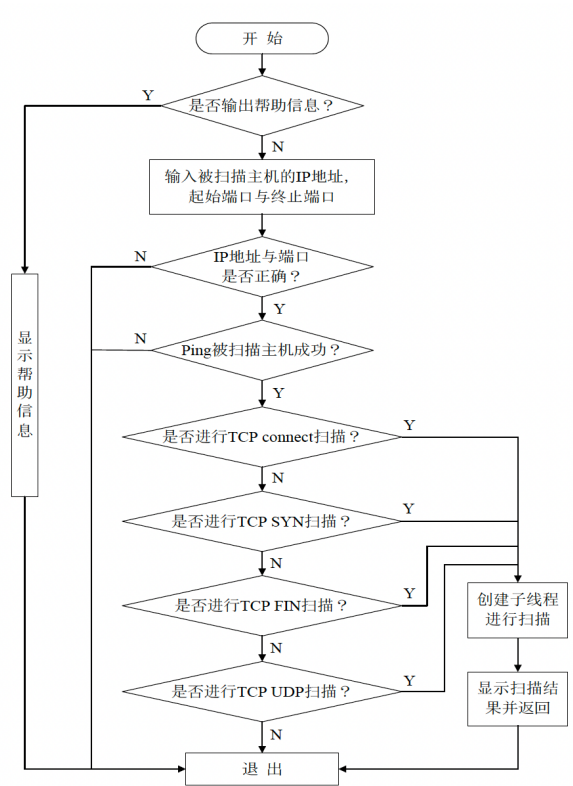 开 始
Y
是否输出帮助信息？
N
输入被扫描主机的IP地址,
起始端口与终止端口
N
IP地址与端口
是否正确？
Y
N
Ping被扫描主机成功？
Y
显示帮助信息
是否进行TCP connect扫描？
Y
N
是否进行TCP SYN扫描？
Y
N
是否进行TCP FIN扫描？
Y
创建子线程
进行扫描
N
是否进行TCP UDP扫描？
Y
显示扫描结
果并返回
N
退 出